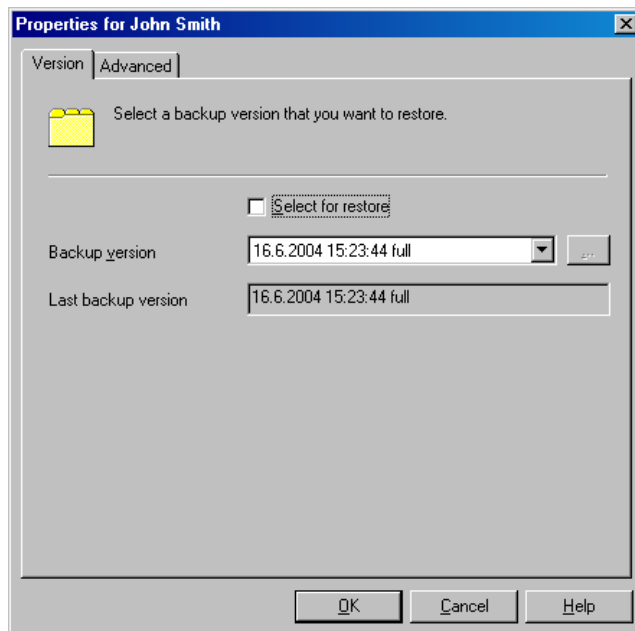 Properties for John Smith
Version Advanced
Select a backup version that you want to restore.
Select for restore
Backup version 16.6.2004 15:23:44 full ...
Last backup version 16.6.2004 15:23:44 full
OK Cancel Help